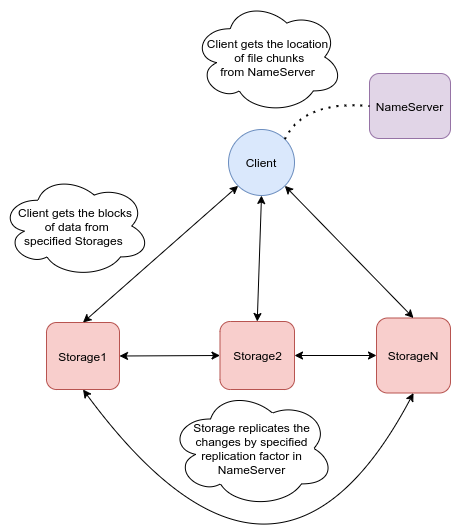 Client gets the location
of file chunks
from NameServer
NameServer
Client
Client gets the blocks
of data from
specified Storages
Storage1
Storage2
StorageN
Storage replicates the
changes by specified
replication factor in
NameServer